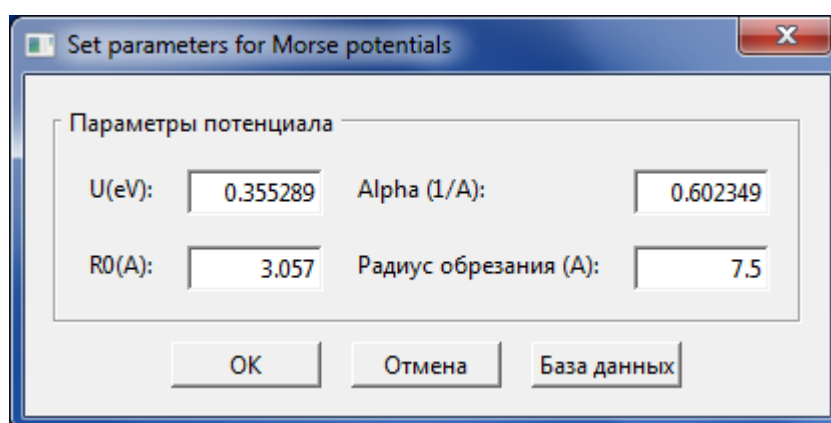 Set parameters for Morse potentials
Параметры потенциала
U(eV): 0.355289 Alpha (1/A): 0.602349
R0(A): 3.057 Радиус обрезания (A): 7.5
OK Отмена База данных